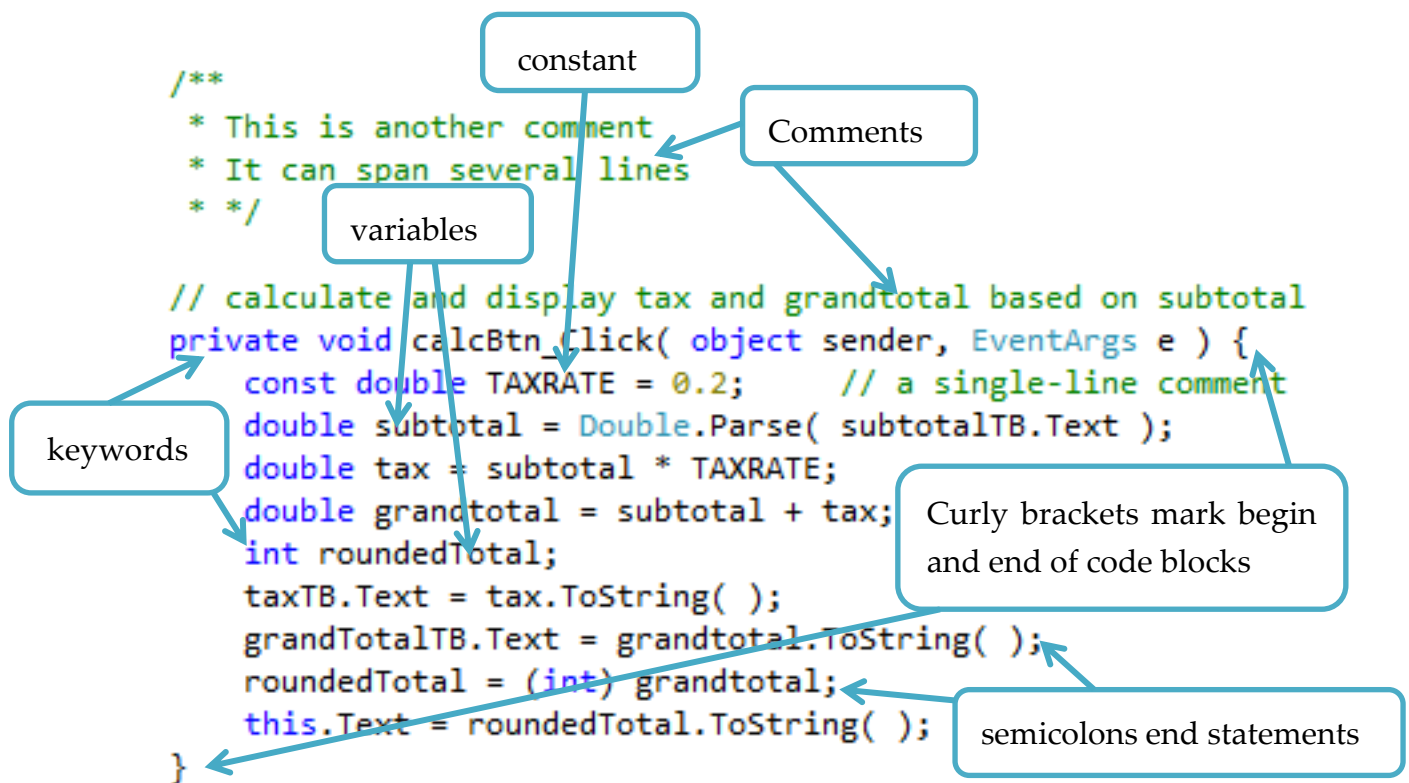 constant
/**
 * This is another comment
 * It can span several lines
 * */
Comments
variables
// calculate and display tax and grandtotal based on subtotal
private void calcBtn_Click( object sender, EventArgs e ) {
    const double TAXRATE = 0.2;      // a single-line comment
    double subtotal = Double.Parse( subtotalTB.Text );
    double tax = subtotal * TAXRATE;
    double grandtotal = subtotal + tax;
    int roundedTotal;
    taxTB.Text = tax.ToString( );
    grandTotalTB.Text = grandtotal.ToString( );
    roundedTotal = (int) grandtotal;
    this.Text = roundedTotal.ToString( );
}
keywords
Curly brackets mark begin
and end of code blocks
semicolons end statements